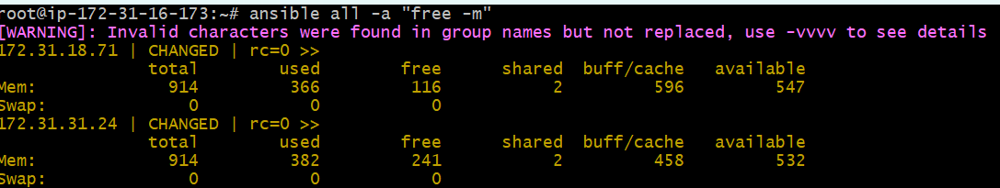 root@ip-172-31-16-173:~# ansible all -a "free -m"
[WARNING]: Invalid characters were found in group names but not replaced, use -vvvv to see details
172.31.18.71 | CHANGED | rc=0 >>
total used free shared buff/cache available
Mem: 914 366 116 2 596 547
Swap: 0 0 0
172.31.31.24 | CHANGED | rc=0 >>
total used free shared buff/cache available
Mem: 914 382 241 2 458 532
Swap: 0 0 0